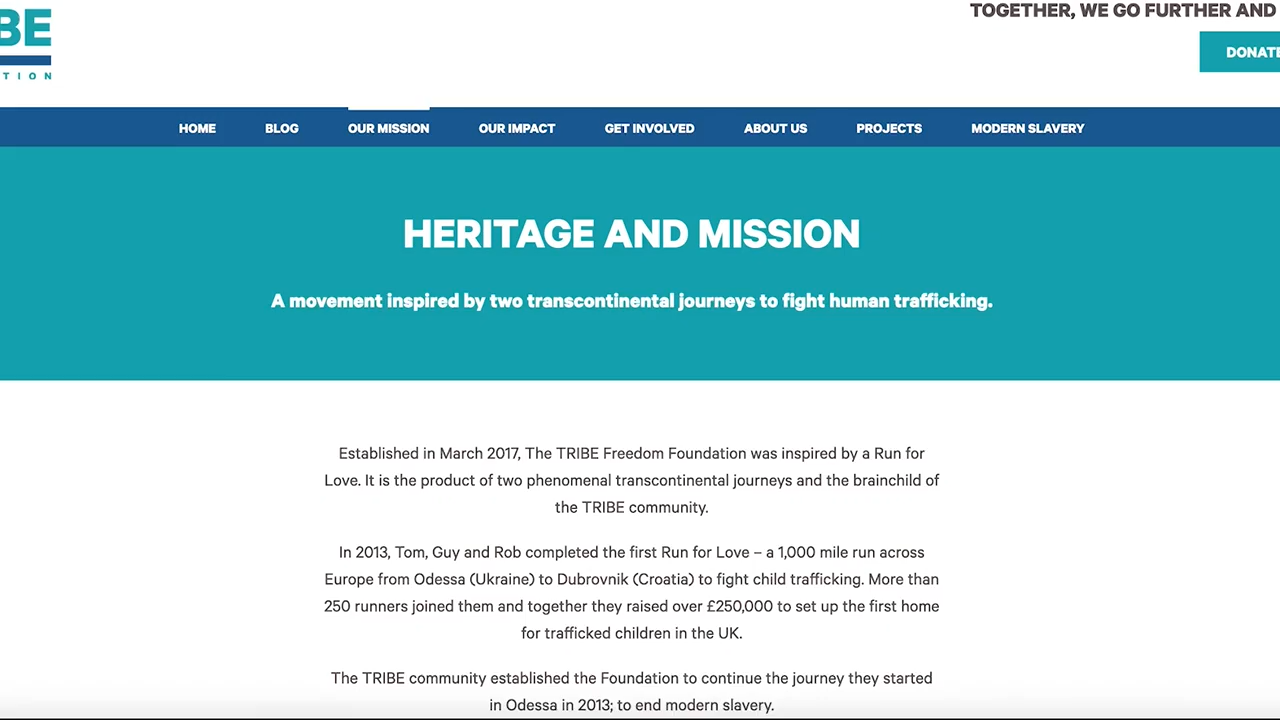 TOGETHER, WE GO FURTHER AND
BE
TION
DONATE
HOME BLOG OUR MISSION OUR IMPACT GET INVOLVED ABOUT US PROJECTS MODERN SLAVERY
HERITAGE AND MISSION
A movement inspired by two transcontinental journeys to fight human trafficking.
Established in March 2017, The TRIBE Freedom Foundation was inspired by a Run for
Love. It is the product of two phenomenal transcontinental journeys and the brainchild of
the TRIBE community.
In 2013, Tom, Guy and Rob completed the first Run for Love – a 1,000 mile run across
Europe from Odessa (Ukraine) to Dubrovnik (Croatia) to fight child trafficking. More than
250 runners joined them and together they raised over £250,000 to set up the first home
for trafficked children in the UK.
The TRIBE community established the Foundation to continue the journey they started
in Odessa in 2013; to end modern slavery.